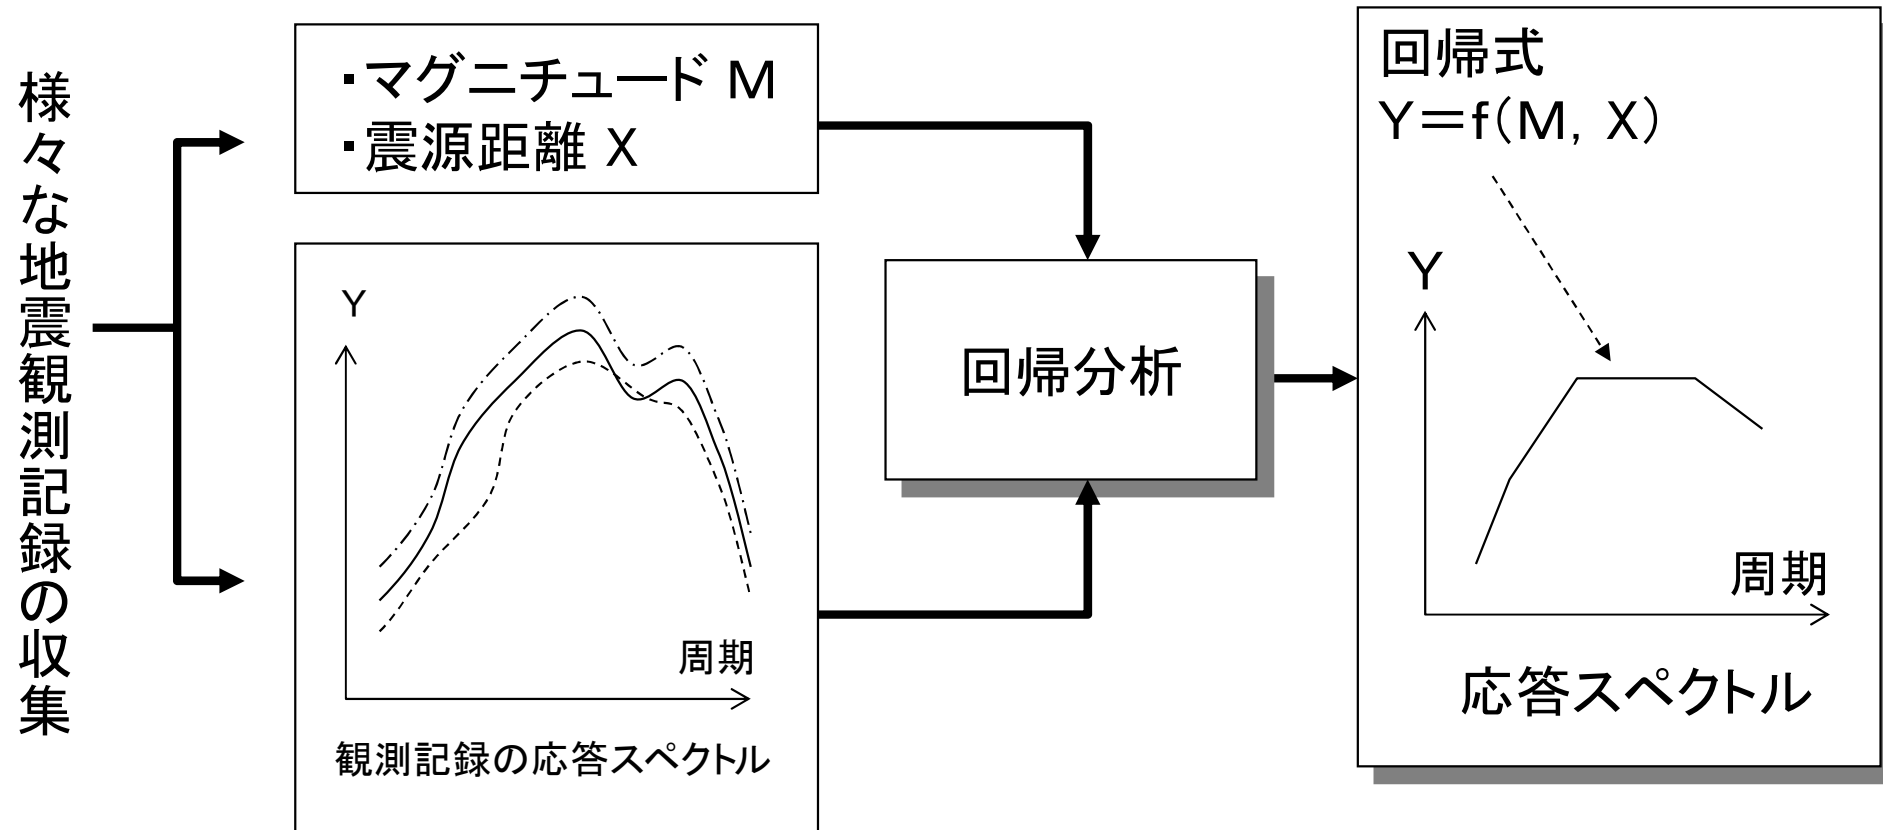 様々な地震観測記録の収集
・マグニチュード M
・震源距離 X
Y
周期
観測記録の応答スペクトル
回帰分析
回帰式
Y＝f(M, X)
Y
周期
応答スペクトル